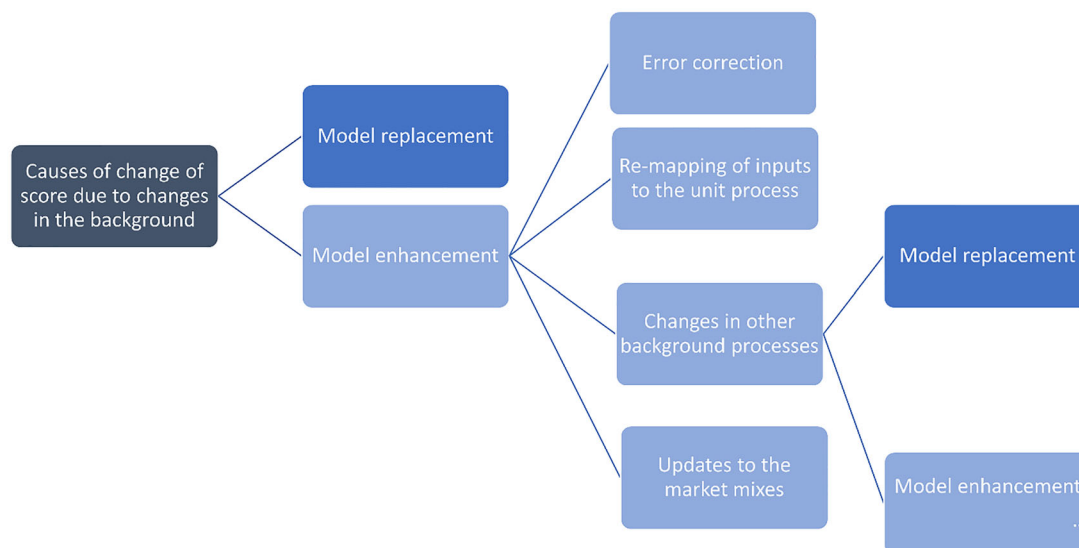 Causes of change of
score due to changes
in the background
Model replacement
Model enhancement
Error correction
Re-mapping of inputs
to the unit process
Changes in other
background processes
Updates to the
market mixes
Model replacement
Model enhancement
..